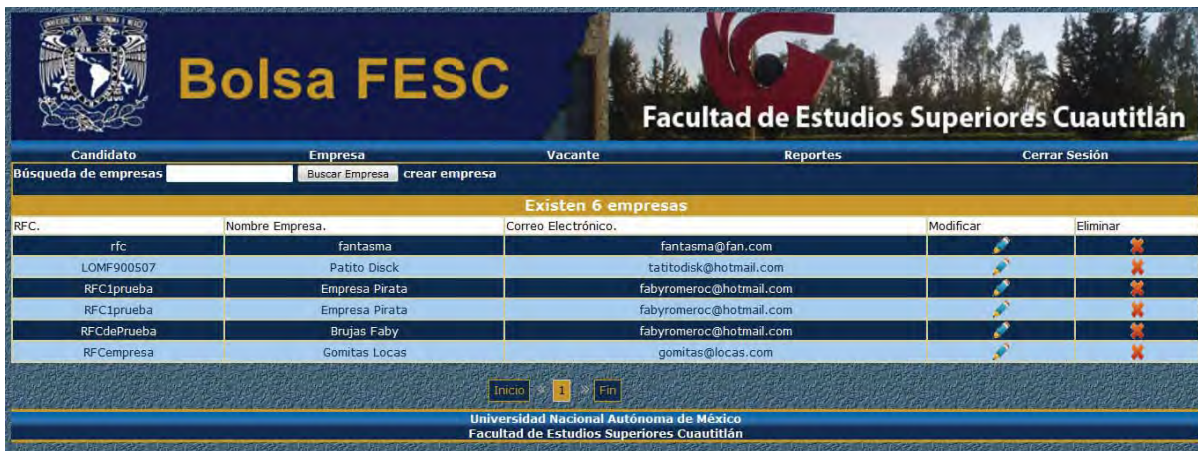 Bolsa FESC
Facultad de Estudios Superiores Cuautitlán
Candidato Empresa Vacante Reportes Cerrar Sesión
Búsqueda de empresas Buscar Empresa crear empresa
Existen 6 empresas
RFC. Nombre Empresa. Correo Electrónico. Modificar Eliminar
rfc fantasma fantasma@fan.com
LOMF900507 Patito Disck tatitodisk@hotmail.com
RFC1prueba Empresa Pirata fabyromeroc@hotmail.com
RFC1prueba Empresa Pirata fabyromeroc@hotmail.com
RFCdePrueba Brujas Faby fabyromeroc@hotmail.com
RFCempresa Gomitas Locas gomitas@locas.com
Inicio « 1 » Fin
Universidad Nacional Autónoma de México
Facultad de Estudios Superiores Cuautitlán